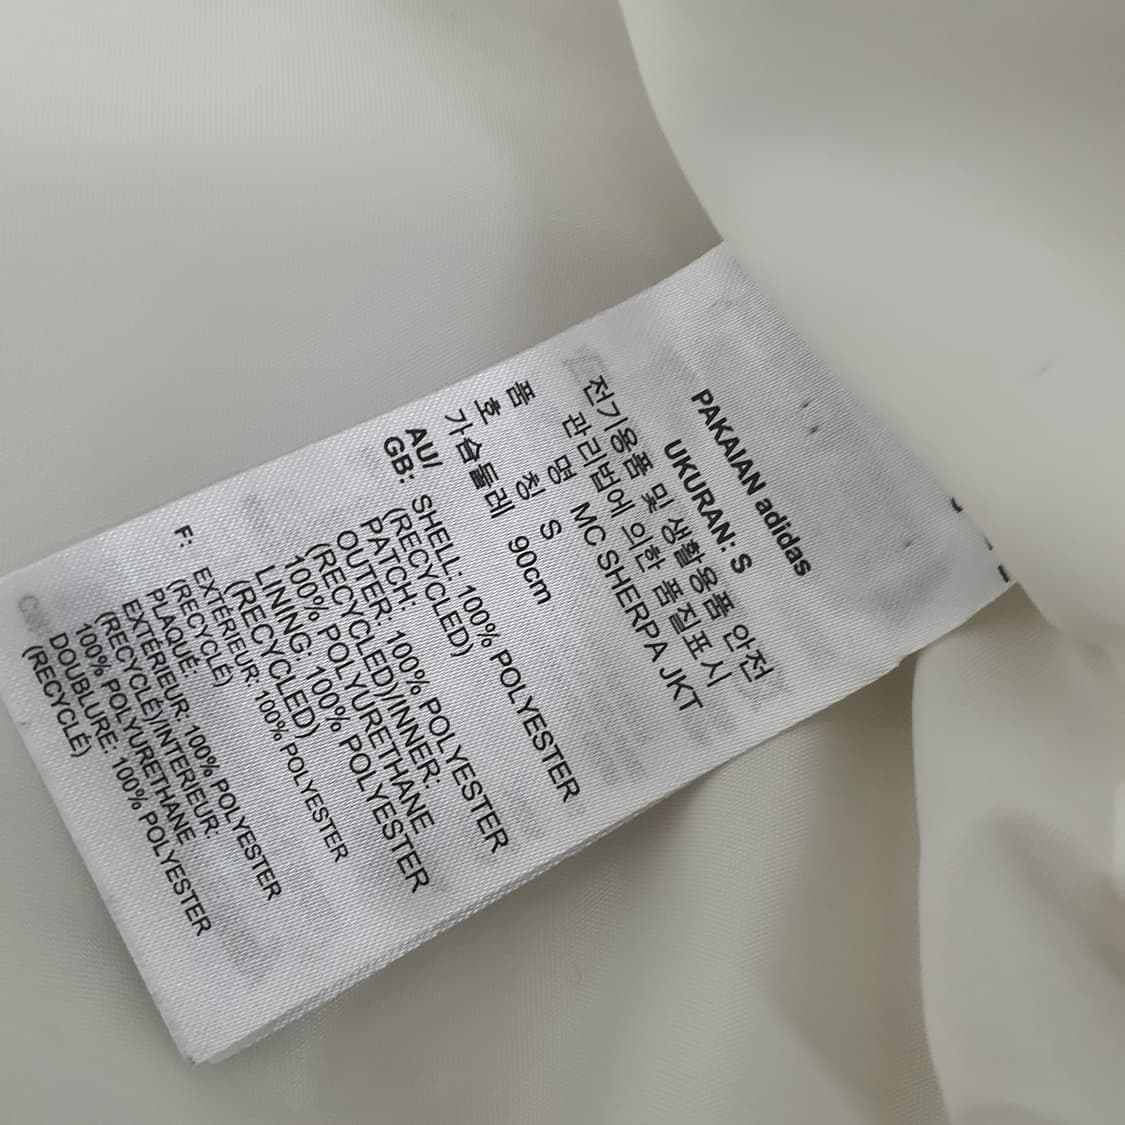 PAKAIAN adidas
UKURAN: S
전기용품 및 생활용품 안전
관리법에 의한 품질표시
품 명 MC SHERPA JKT
호 칭 S
가슴둘레 90cm
AU/
GB: SHELL: 100% POLYESTER
(RECYCLED)
PATCH:
OUTER: 100% POLYESTER
(RECYCLED)/INNER:
100% POLYURETHANE
LINING: 100% POLYESTER
(RECYCLED)
F: EXTÉRIEUR: 100% POLYESTER
(RECYCLÉ)
PLAQUÉ:
EXTÉRIEUR: 100% POLYESTER
(RECYCLÉ)/INTERIEUR:
100% POLYURETHANE
DOUBLURE: 100% POLYESTER
(RECYCLÉ)